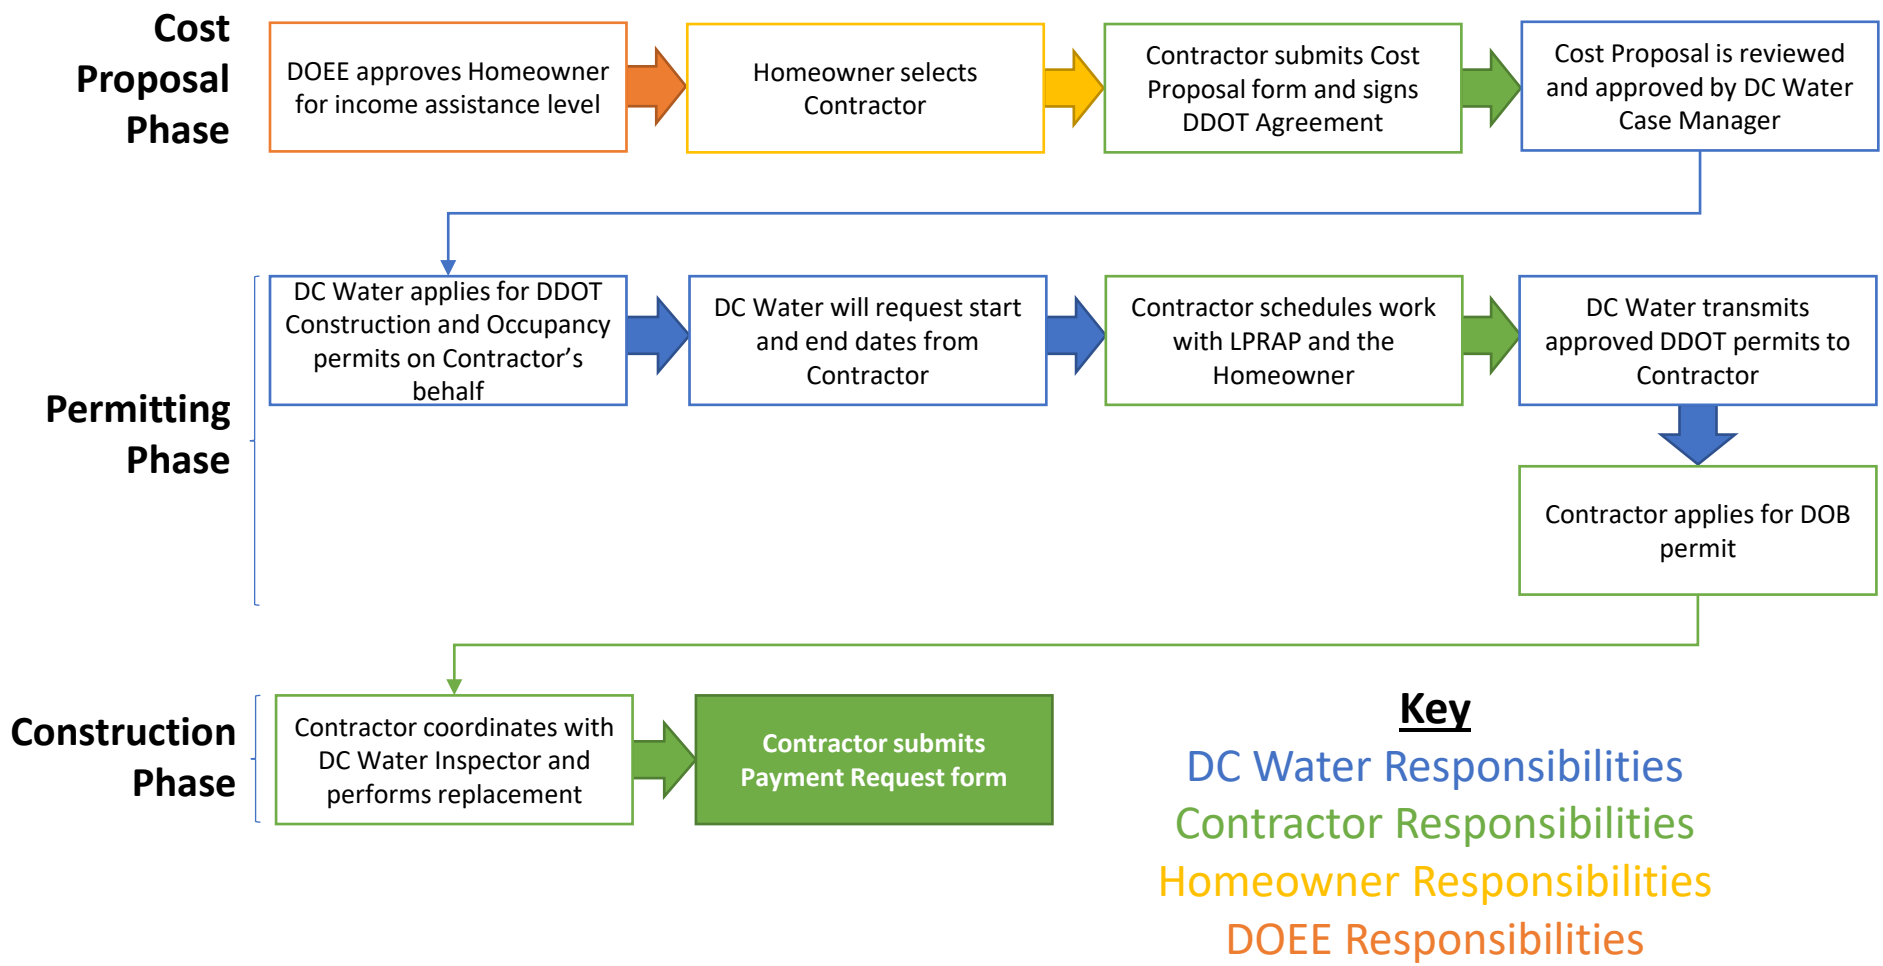 Cost
Proposal
Phase
DOEE approves Homeowner
for income assistance level
Homeowner selects
Contractor
Contractor submits Cost
Proposal form and signs
DDOT Agreement
Cost Proposal is reviewed
and approved by DC Water
Case Manager
Permitting
Phase
DC Water applies for DDOT
Construction and Occupancy
permits on Contractor’s
behalf
DC Water will request start
and end dates from
Contractor
Contractor schedules work
with LPRAP and the
Homeowner
DC Water transmits
approved DDOT permits to
Contractor
Contractor applies for DOB
permit
Construction
Phase
Contractor coordinates with
DC Water Inspector and
performs replacement
Contractor submits
Payment Request form
Key
DC Water Responsibilities
Contractor Responsibilities
Homeowner Responsibilities
DOEE Responsibilities